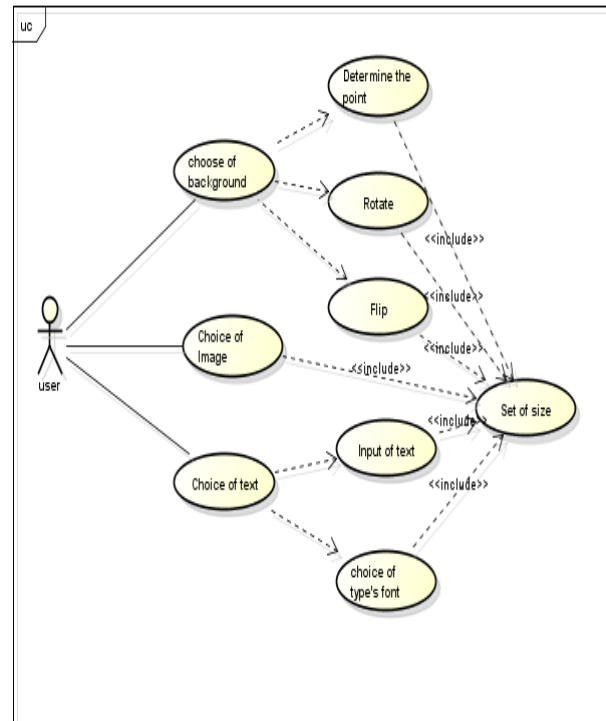 uc
Determine the
point
choose of
background
Rotate
<<include>>
<<include>>
Flip
Choice of
Image
<<include>>
<<include>>
user
Set of size
<<include>>
Input of text
Choice of text
<<include>>
choice of
type's font